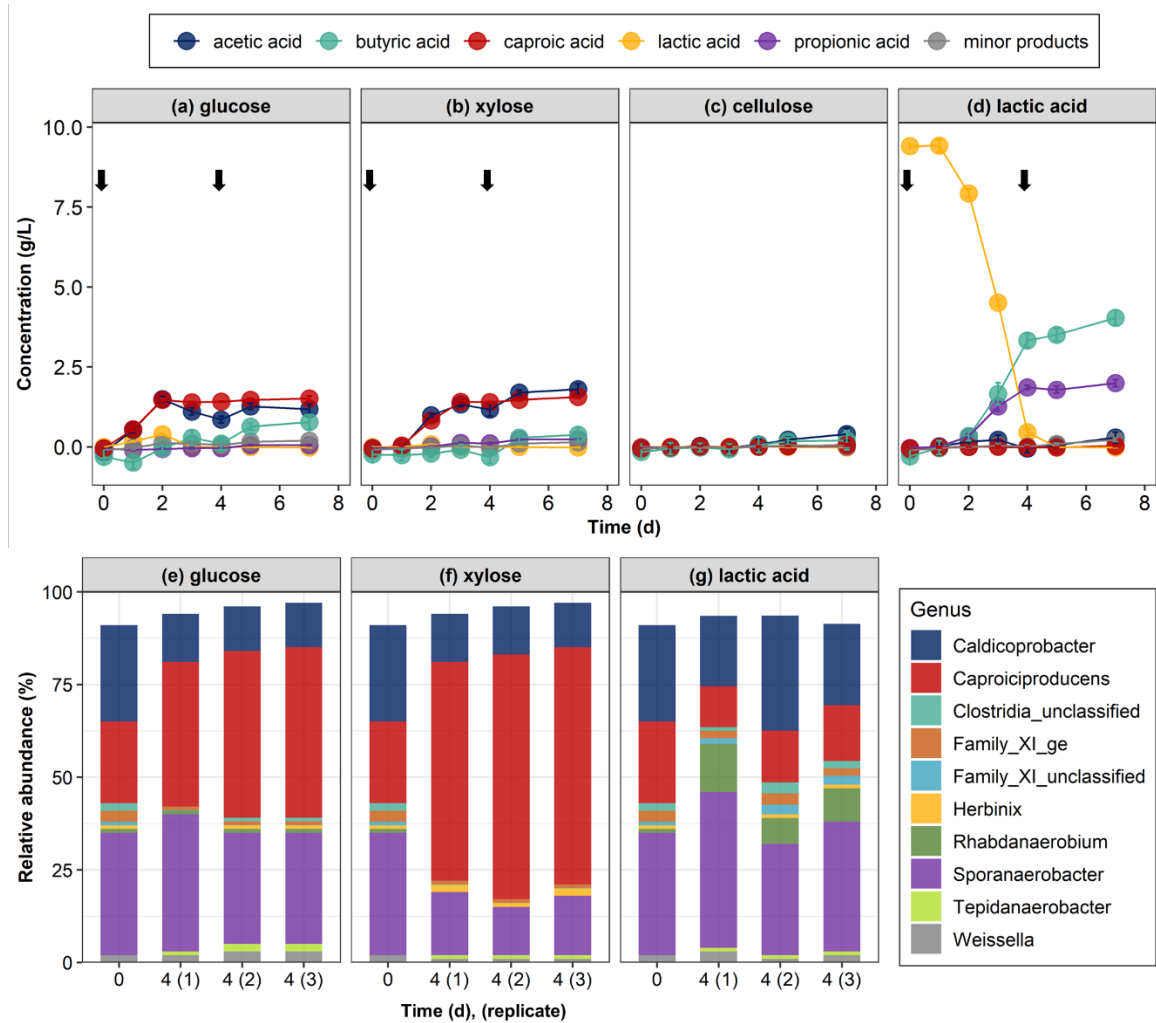 acetic acid butyric acid caproic acid lactic acid propionic acid minor products
(a) glucose (b) xylose (c) cellulose (d) lactic acid
Concentration (g/L)
10.0
7.5
5.0
2.5
0.0
0 2 4 6 8 0 2 4 6 8 0 2 4 6 8 0 2 4 6 8
Time (d)
(e) glucose (f) xylose (g) lactic acid
Relative abundance (%)
100
75
50
25
0
0 4 (1) 4 (2) 4 (3) 0 4 (1) 4 (2) 4 (3) 0 4 (1) 4 (2) 4 (3)
Time (d), (replicate)
Genus
Caldicoprobacter
Caproiciproducens
Clostridia_unclassified
Family_XI_ge
Family_XI_unclassified
Herbinix
Rhabdanaerobium
Sporanaerobacter
Tepidanaerobacter
Weissella